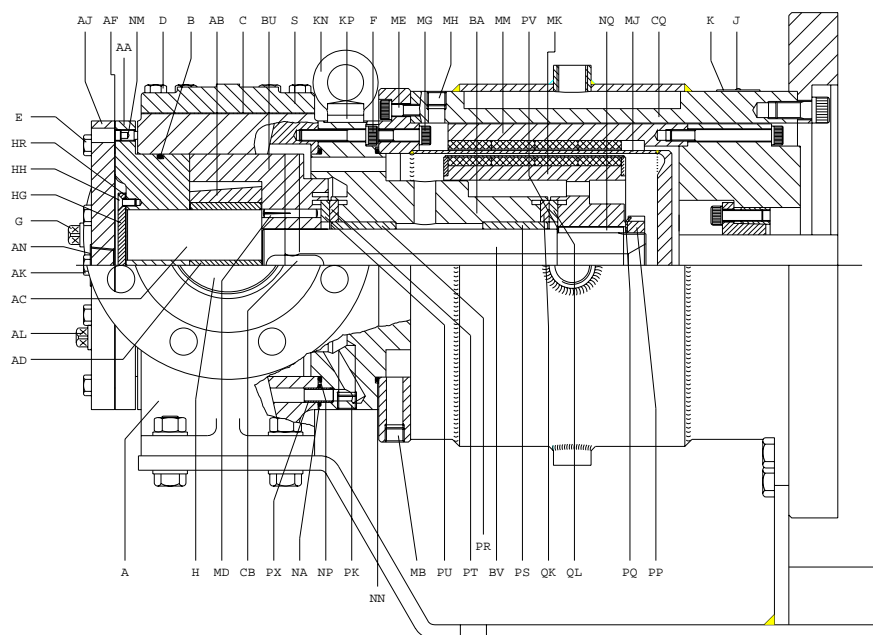 AJ AF NM D B AB C BU S KN KP F ME MG MH BA MM PV MK NQ MJ CQ K J
AA
E
HR
HH
HG
G
AN
AK
AC
AL
AD
PR
A H MD CB PX NA NP PK MB PU PT BV PS QK QL PQ PP
NN